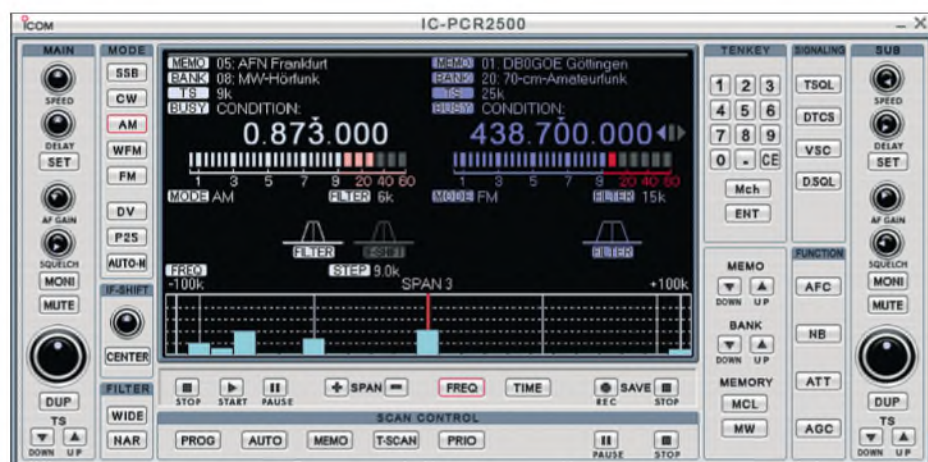 ICOM
IC-PCR2500
MAIN
SPEED
DELAY
SET
AF GAIN
SQUELCH
MONI
MUTE
DUP
TS
DOWN UP
MODE
SSB
CW
AM
WFM
FM
DV
P25
AUTO-M
IF-SHIFT
CENTER
FILTER
WIDE
NAR
MEMO 05: AFN Frankfurt
BANK 08: MW-Hörfunk
TS 9k
BUSY CONDITION:
0.873.000
1 3 5 7 9 20 40 60
MODE AM FILTER 6k
FILTER IF-SHIFT
MEMO 01: DB0GOE Göttingen
BANK 20: 70-cm-Amateurfunk
TS 25k
BUSY CONDITION:
438.700.000
1 3 5 7 9 20 40 60
MODE FM FILTER 15k
FILTER
FREQ STEP 9.0k
-100k SPAN 3 +100k
STOP START PAUSE
+ SPAN -
FREQ TIME
REC SAVE STOP
SCAN CONTROL
PROG AUTO MEMO T-SCAN PRIO
PAUSE STOP
TENKEY
1 2 3
4 5 6
7 8 9
0 . CE
Mch
ENT
MEMO
DOWN UP
BANK
DOWN UP
MEMORY
MCL
MW
SIGNALING
TSQL
DTCS
VSC
D.SQL
FUNCTION
AFC
NB
ATT
AGC
SUB
SPEED
DELAY
SET
AF GAIN
SQUELCH
MONI
MUTE
DUP
TS
DOWN UP